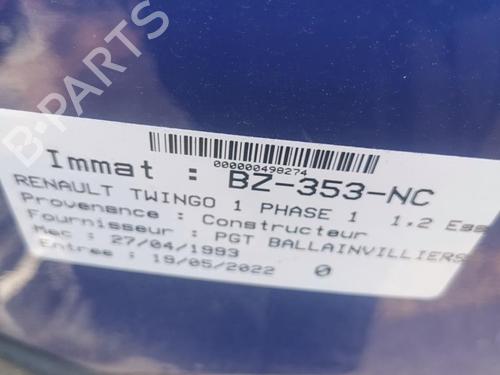 B-PARTS
000000498274
Immat : BZ-353-NC
RENAULT TWINGO 1 PHASE 1 1.2 Ess
Provenance : Constructeur
Fournisseur : PGT BALLAINVILLIERS
Mec : 27/04/1993
Entree : 19/05/2022 0